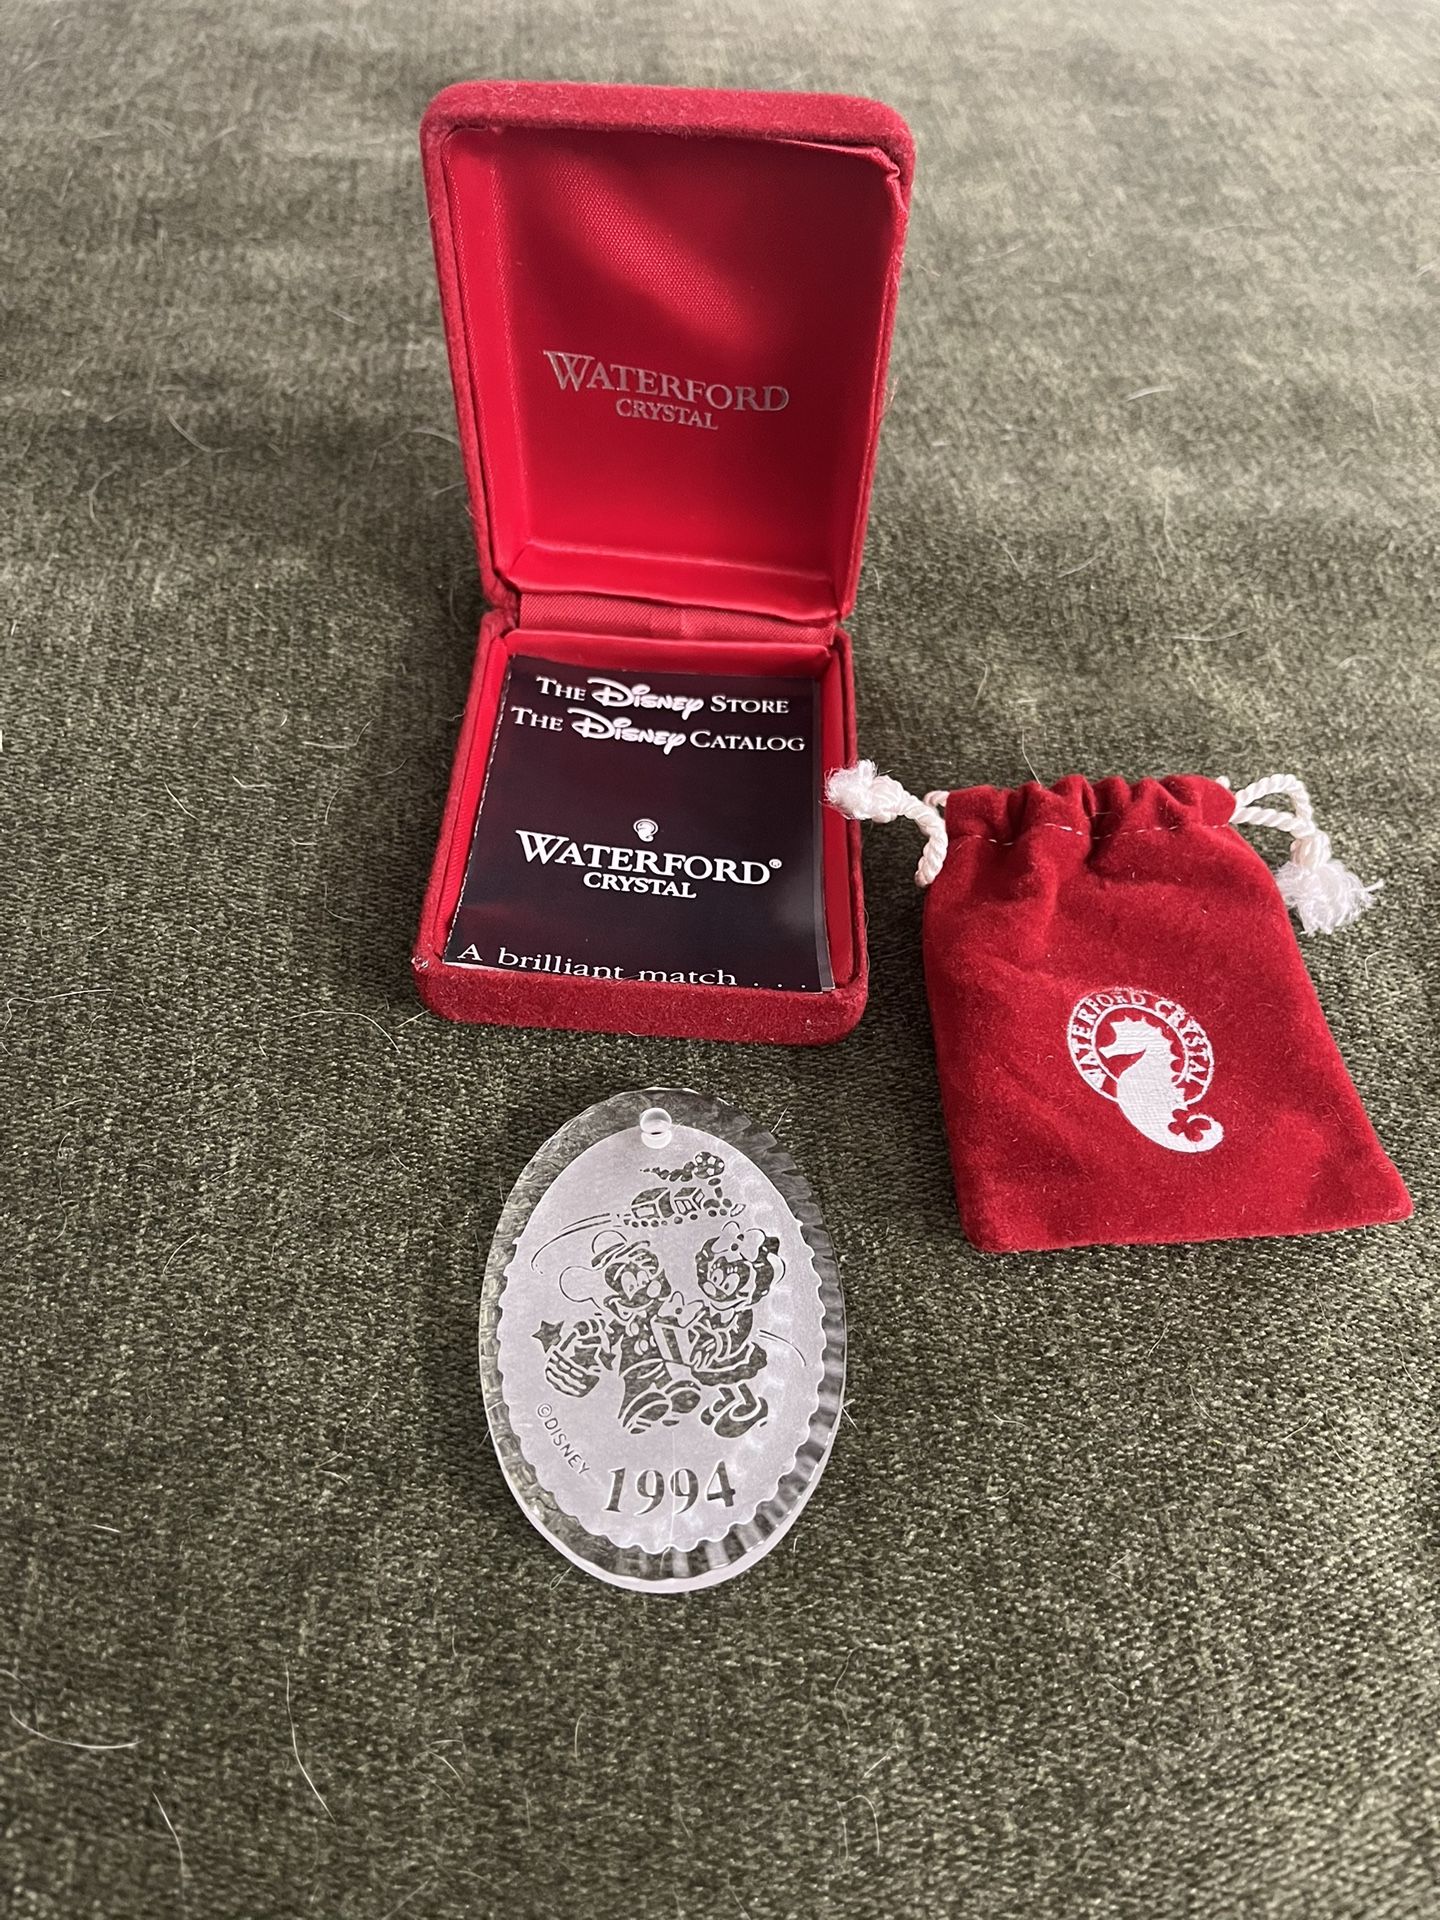 WATERFORD
CRYSTAL
THE DISNEY STORE
THE DISNEY CATALOG
WATERFORD®
CRYSTAL
A brilliant match . . .
WATERFORD CRYSTAL
©DISNEY
1994